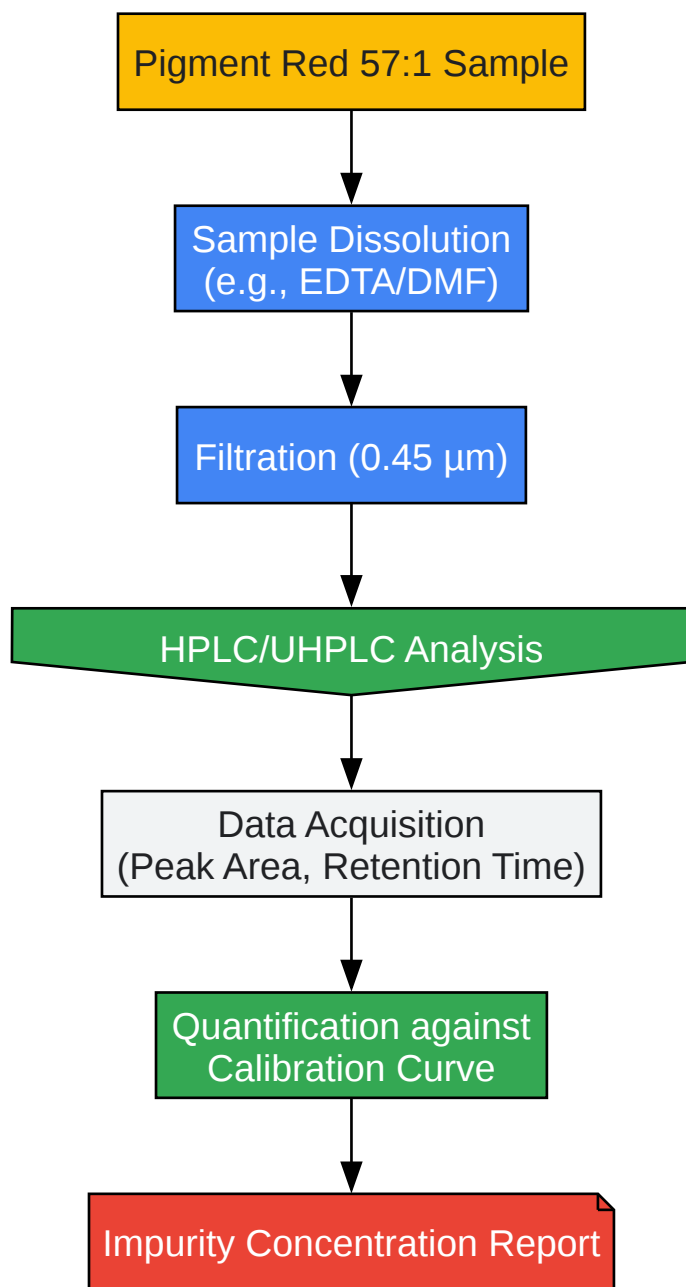 Pigment Red 57:1 Sample
Sample Dissolution
(e.g., EDTA/DMF)
Filtration (0.45 µm)
HPLC/UHPLC Analysis
Data Acquisition
(Peak Area, Retention Time)
Quantification against
Calibration Curve
Impurity Concentration Report